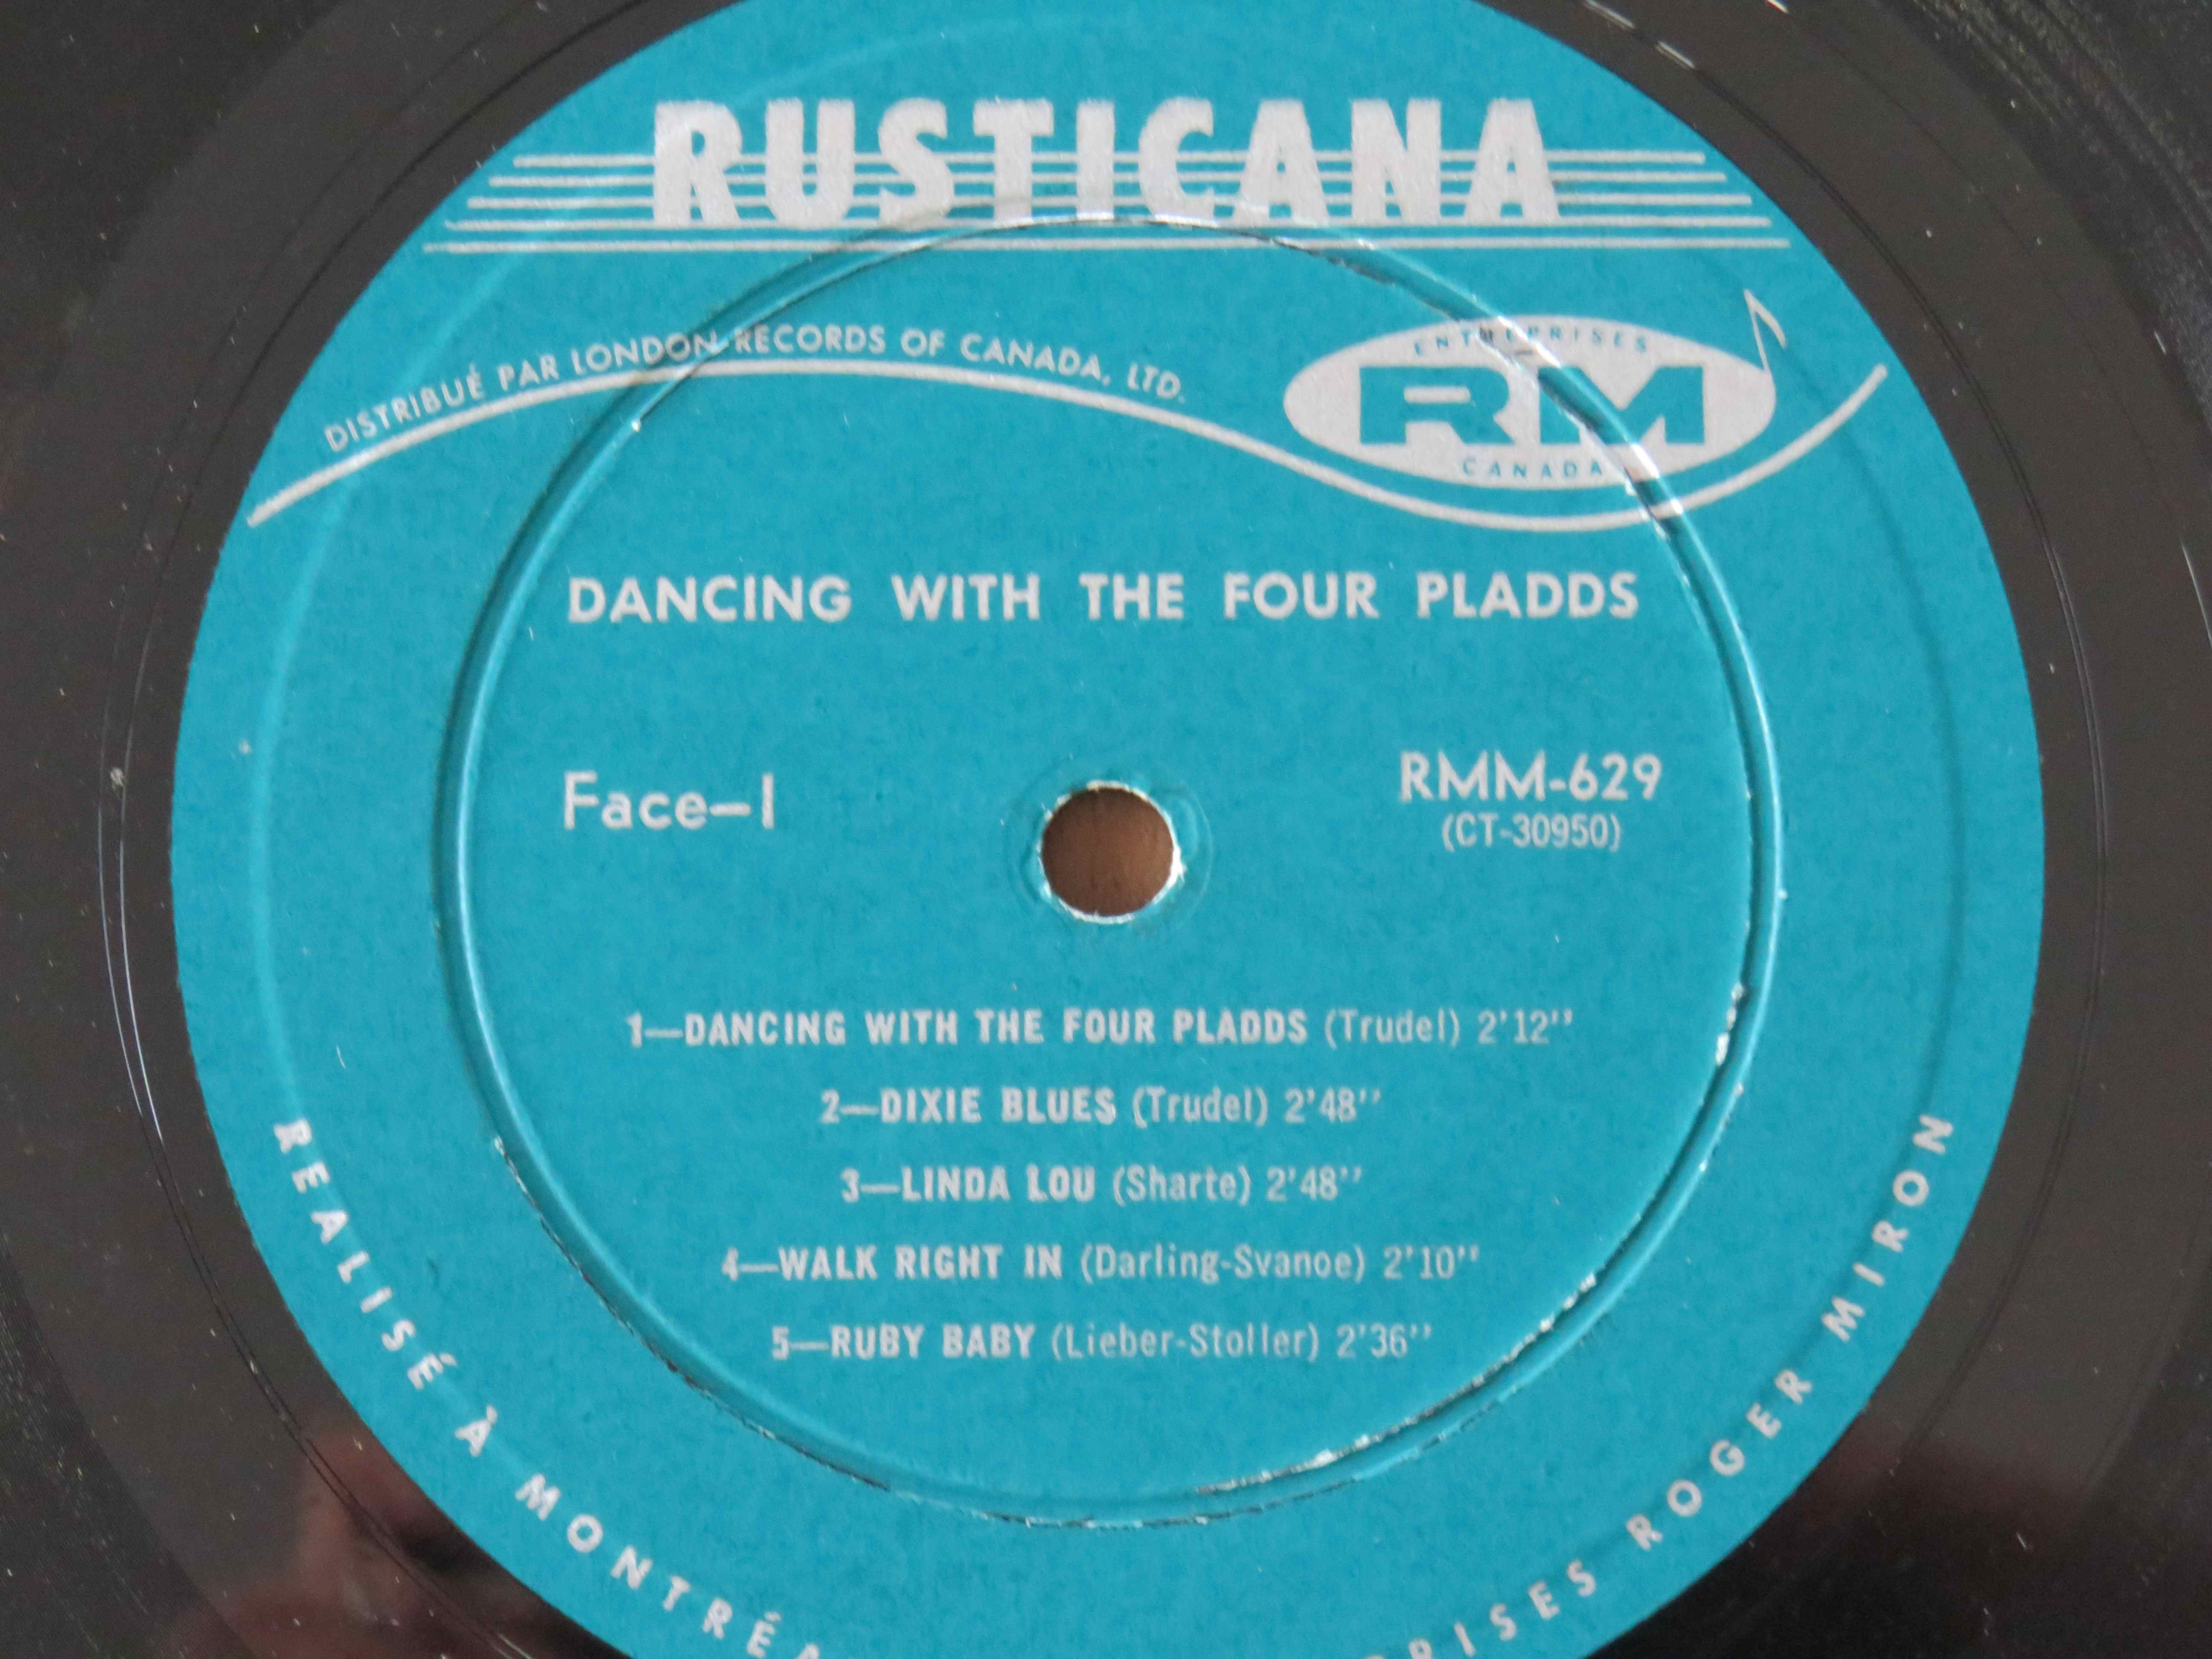 RUSTICANA
DISTRIBUÉ PAR LONDON RECORDS OF CANADA, LTD.
ENTREPRISES
RM
CANADA
DANCING WITH THE FOUR PLADDS
Face-1
RMM-629
(CT-30950)
1—DANCING WITH THE FOUR PLADDS (Trudel) 2'12''
2—DIXIE BLUES (Trudel) 2'48''
3—LINDA LOU (Sharte) 2'48''
4—WALK RIGHT IN (Darling-Svanoe) 2'10''
5—RUBY BABY (Lieber-Stoller) 2'36''
REALISÉ À MONTRÉA
PRISES ROGER MIRON